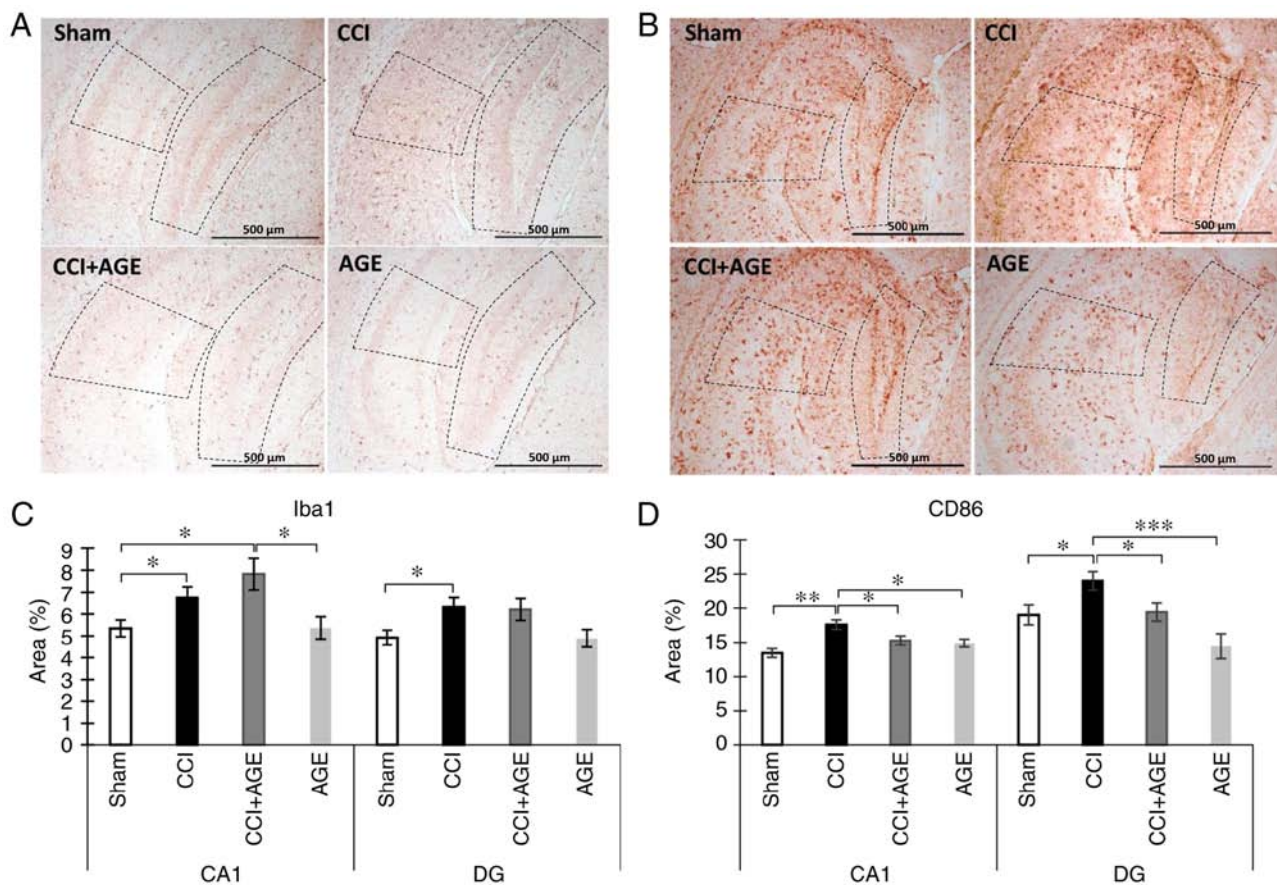 A
Sham
CCI
500 µm
500 µm
CCI+AGE
AGE
500 µm
500 µm
B
Sham
CCI
500 µm
500 µm
CCI+AGE
AGE
500 µm
500 µm
C
Iba1
Area (%)
9
8
7
6
5
4
3
2
1
0
*
*
*
*
Sham
CCI
CCI+AGE
AGE
Sham
CCI
CCI+AGE
AGE
CA1
DG
D
CD86
Area (%)
30
25
20
15
10
5
0
**
*
*
*
*
***
Sham
CCI
CCI+AGE
AGE
Sham
CCI
CCI+AGE
AGE
CA1
DG